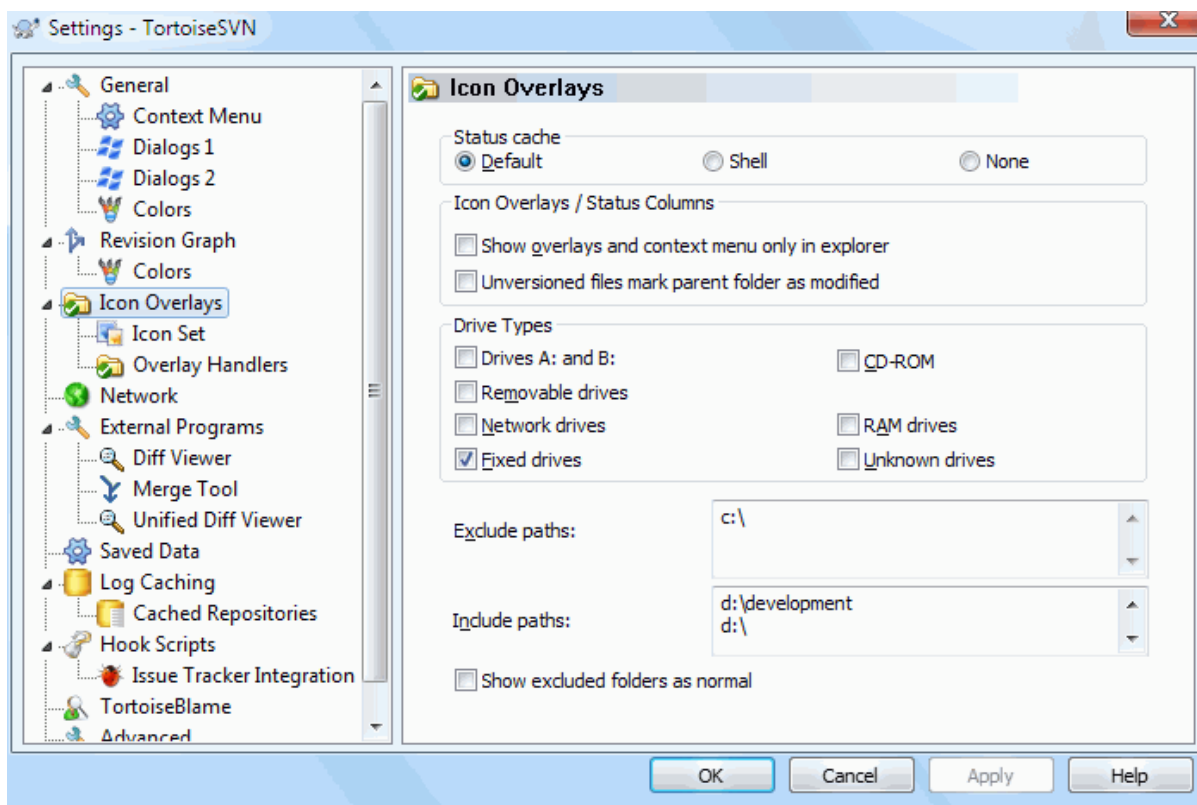 Settings - TortoiseSVN
General
Context Menu
Dialogs 1
Dialogs 2
Colors
Revision Graph
Colors
Icon Overlays
Icon Set
Overlay Handlers
Network
External Programs
Diff Viewer
Merge Tool
Unified Diff Viewer
Saved Data
Log Caching
Cached Repositories
Hook Scripts
Issue Tracker Integration
TortoiseBlame
Advanced
Icon Overlays
Status cache
Default Shell None
Icon Overlays / Status Columns
Show overlays and context menu only in explorer
Unversioned files mark parent folder as modified
Drive Types
Drives A: and B: CD-ROM
Removable drives
Network drives RAM drives
Fixed drives Unknown drives
Exclude paths: c:\
Include paths: d:\development
d:\
Show excluded folders as normal
OK Cancel Apply Help